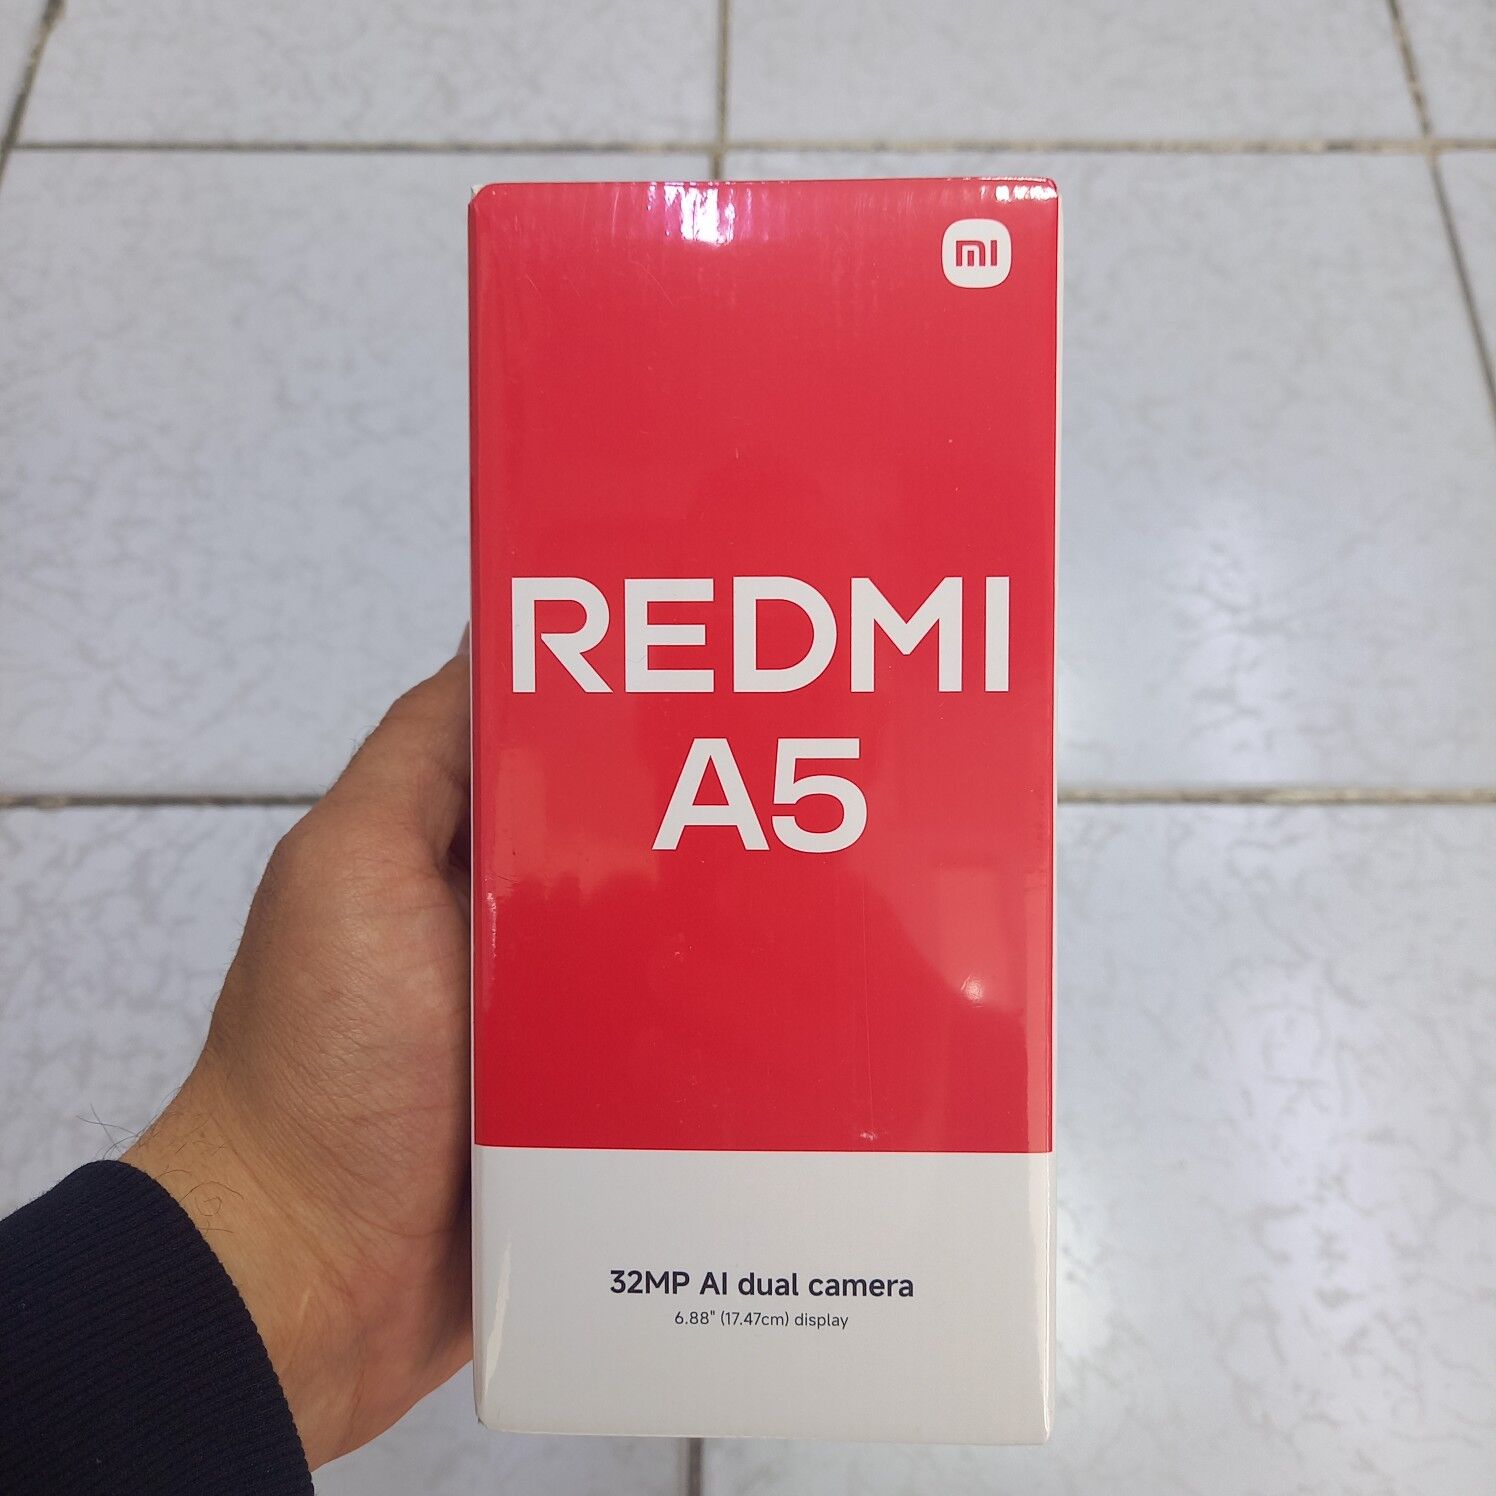 mi
REDMI
A5
32MP AI dual camera
6.88" (17.47cm) display